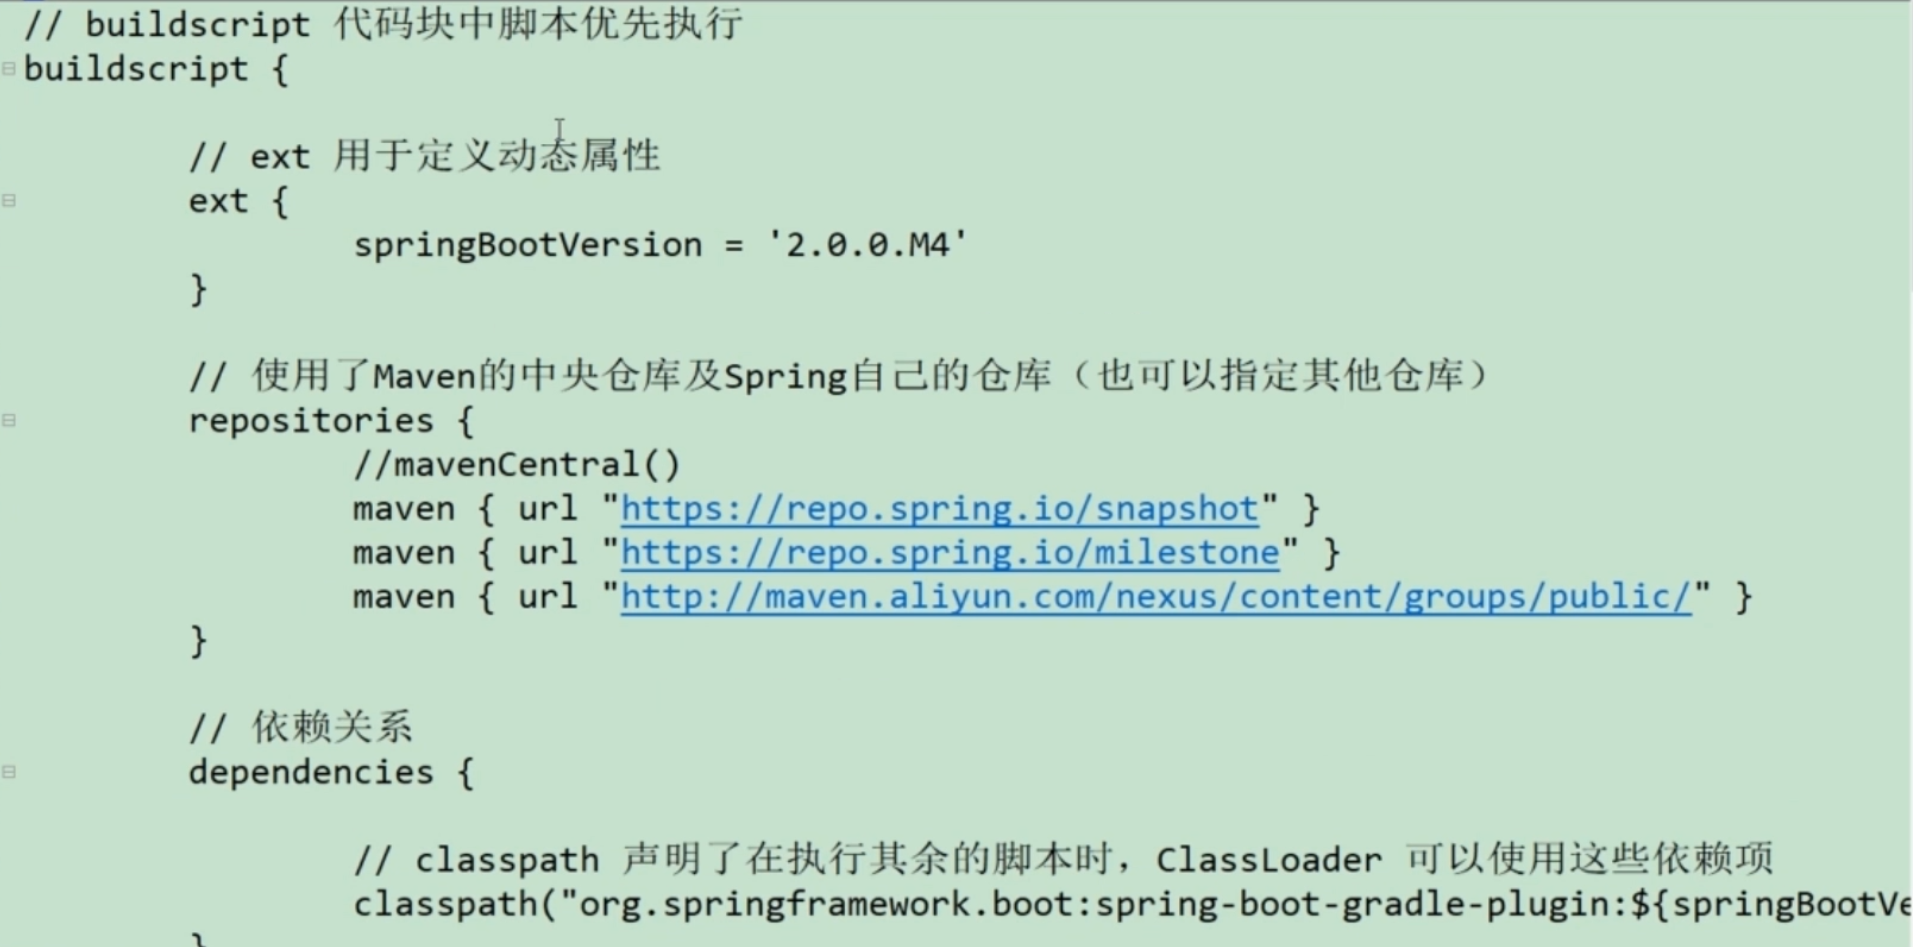 // buildscript 代码块中脚本优先执行
buildscript {
// ext 用于定义动态属性
ext {
springBootVersion = '2.0.0.M4'
}
// 使用了Maven的中央仓库及Spring自己的仓库（也可以指定其他仓库）
repositories {
//mavenCentral()
maven { url "https://repo.spring.io/snapshot" }
maven { url "https://repo.spring.io/milestone" }
maven { url "http://maven.aliyun.com/nexus/content/groups/public/" }
}
// 依赖关系
dependencies {
// classpath 声明了在执行其余的脚本时，ClassLoader 可以使用这些依赖项
classpath("org.springframework.boot:spring-boot-gradle-plugin:${springBootVe
}